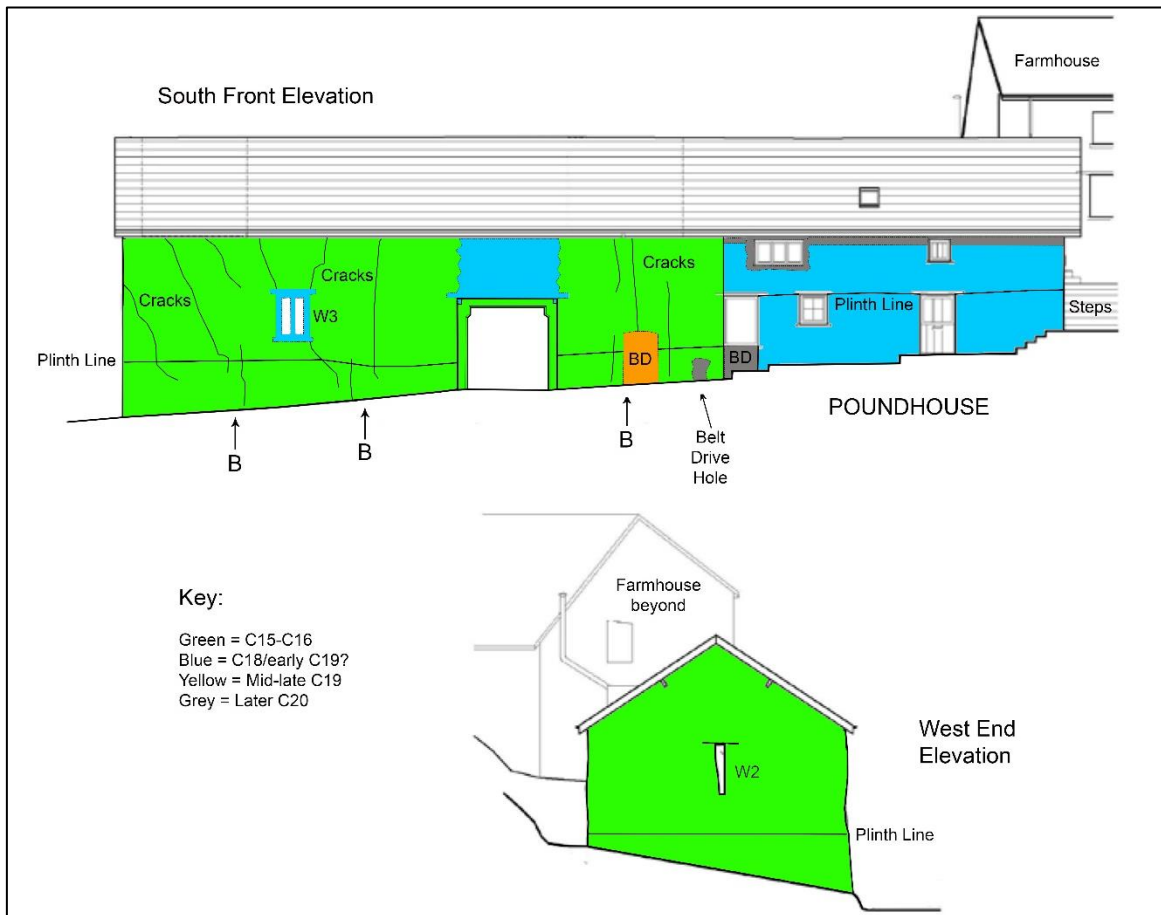 Farmhouse
South Front Elevation
Cracks
Cracks
Cracks
W3
Plinth Line
Steps
Plinth Line
BD
BD
POUNDHOUSE
B
B
B
Belt
Drive
Hole
Key:
Green = C15-C16
Blue = C18/early C19?
Yellow = Mid-late C19
Grey = Later C20
Farmhouse
beyond
West End
Elevation
W2
Plinth Line